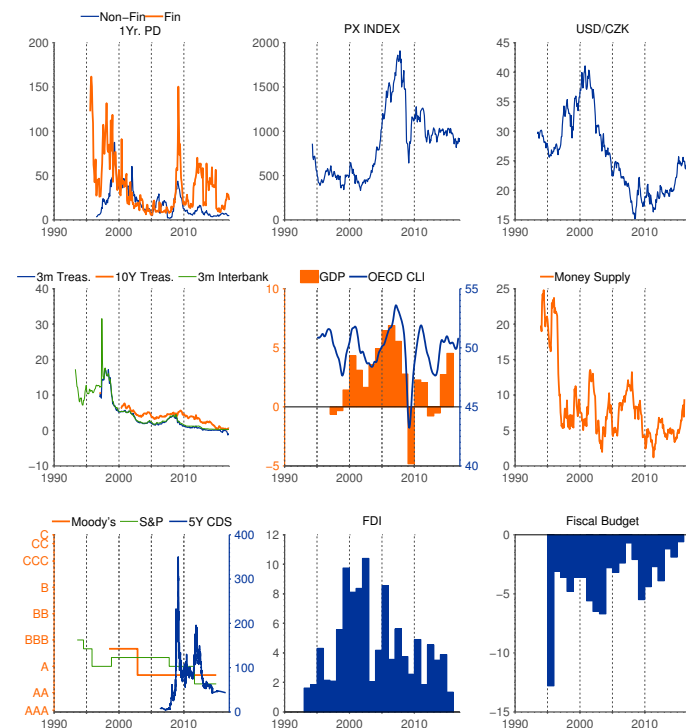 Non-Fin Fin
1Yr. PD PX INDEX USD/CZK
200 2000 45
40
150 1500
35
100 1000 30
25
50 500
20
0 0 15
1990 2000 2010 1990 2000 2010 1990 2000 2010
3m Treas. 10Y Treas. 3m Interbank GDP OECD CLI Money Supply
40 10 55 25
30 20
5 50
20 15
10 0 45 10
0 5
−10 −5 40 0
1990 2000 2010 1990 2000 2010 1990 2000 2010
Moody's S&P 5Y CDS FDI Fiscal Budget
C 400 12 0
CC
CCC 10
300 −5
B 8
BB 200 6
BBB 4 −10
A 100
2
AA
AAA 0 0 −15
1990 2000 2010 1990 2000 2010 1990 2000 2010